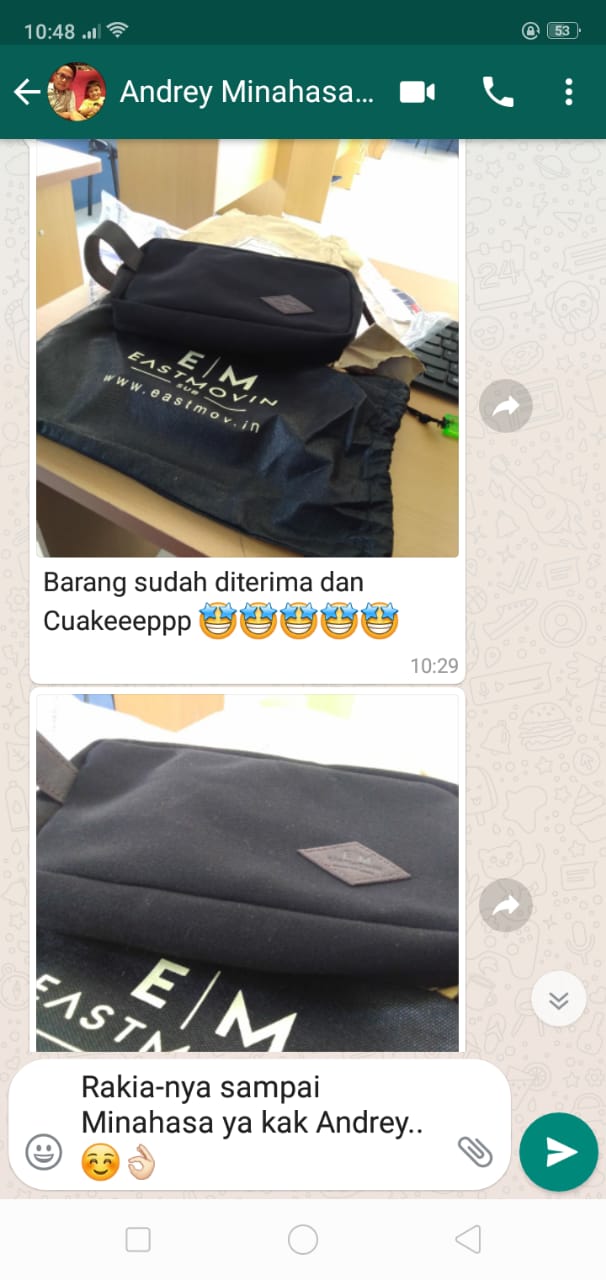 10:48
53
Andrey Minahasa...
E|M
EASTMOVIN
SUB
www.eastmov.in
Barang sudah diterima dan
Cuakeeeppp 🤩🤩🤩🤩🤩
10:29
E|M
EASTM
Rakia-nya sampai
Minahasa ya kak Andrey..
☺️👌🏻